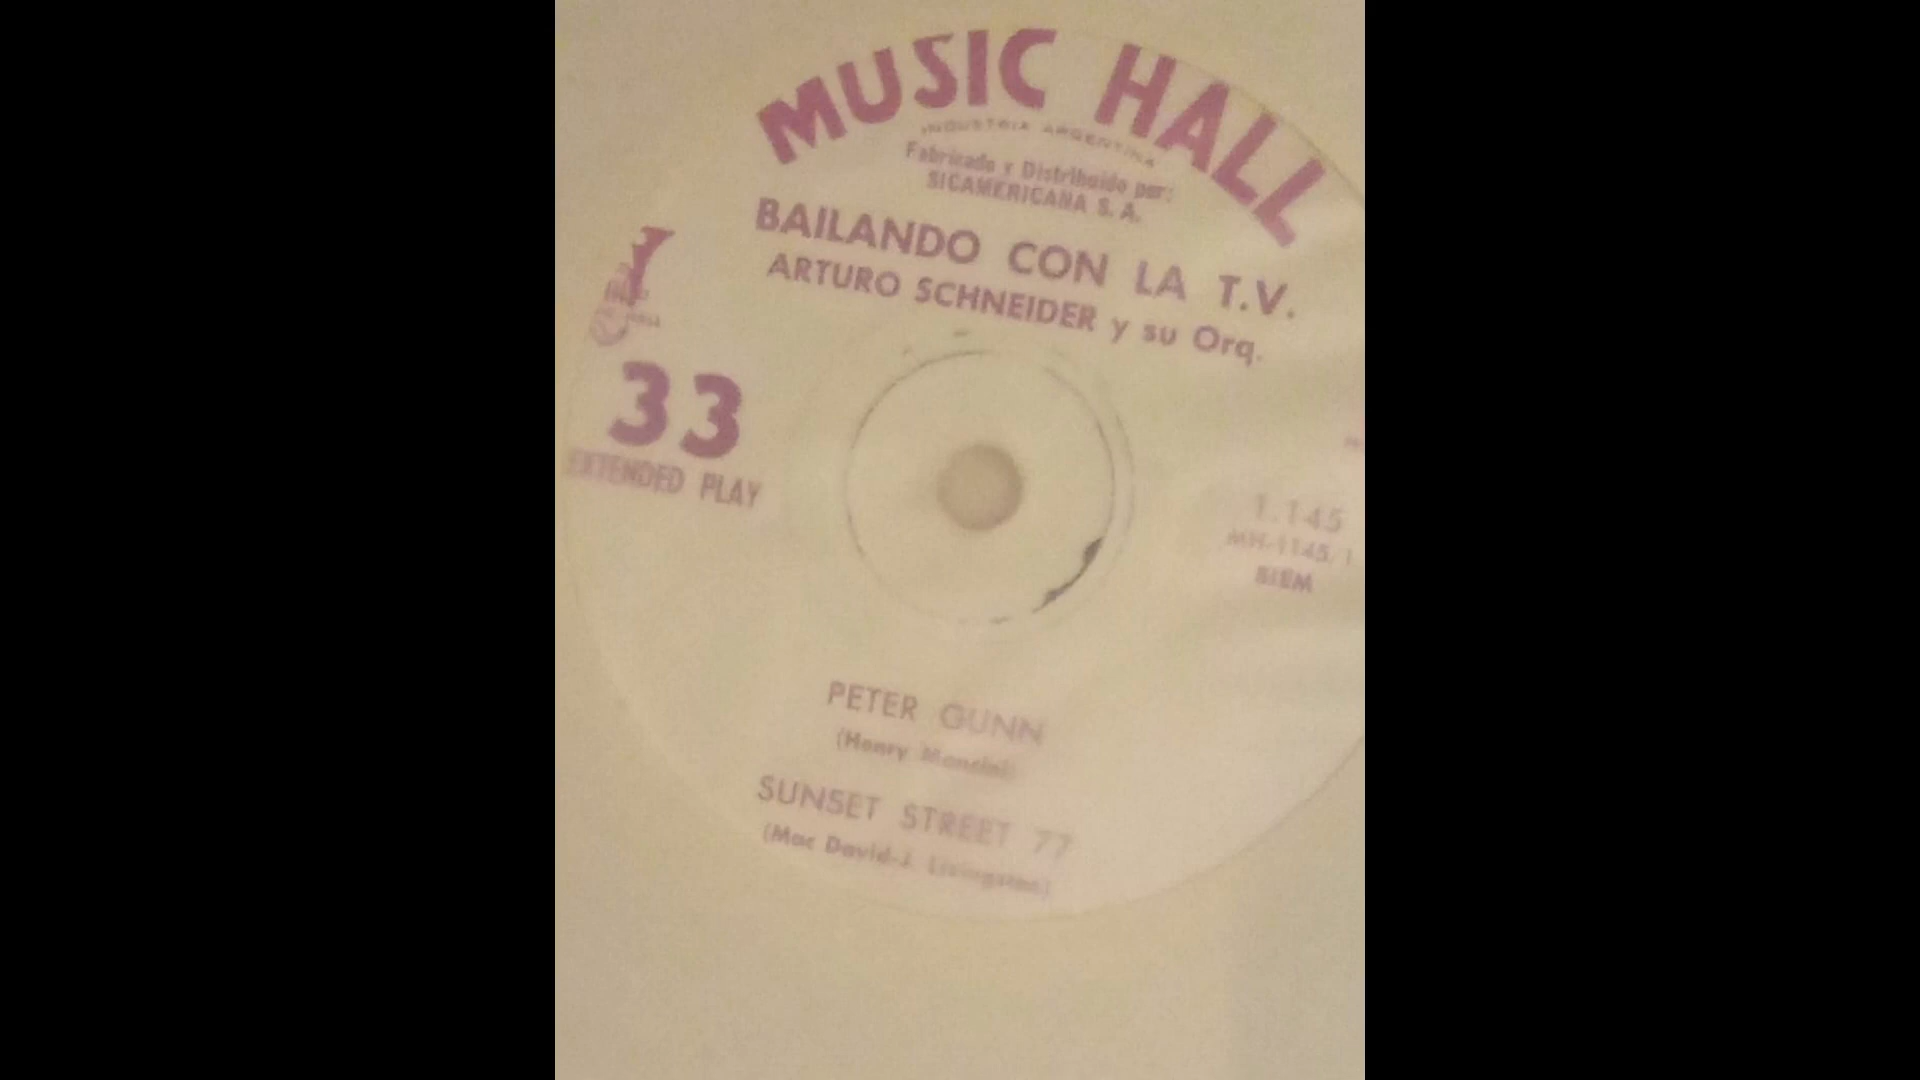 MUSIC HALL
INDUSTRIA ARGENTINA
Fabricado y Distribuido por:
SICAMERICANA S. A.
BAILANDO CON LA T.V.
ARTURO SCHNEIDER y su Orq.
33
EXTENDED PLAY
1.145
MH-1145/1
BIEM
PETER GUNN
(Henry Mancini)
SUNSET STREET 77
(Mac David-J. Livingston)